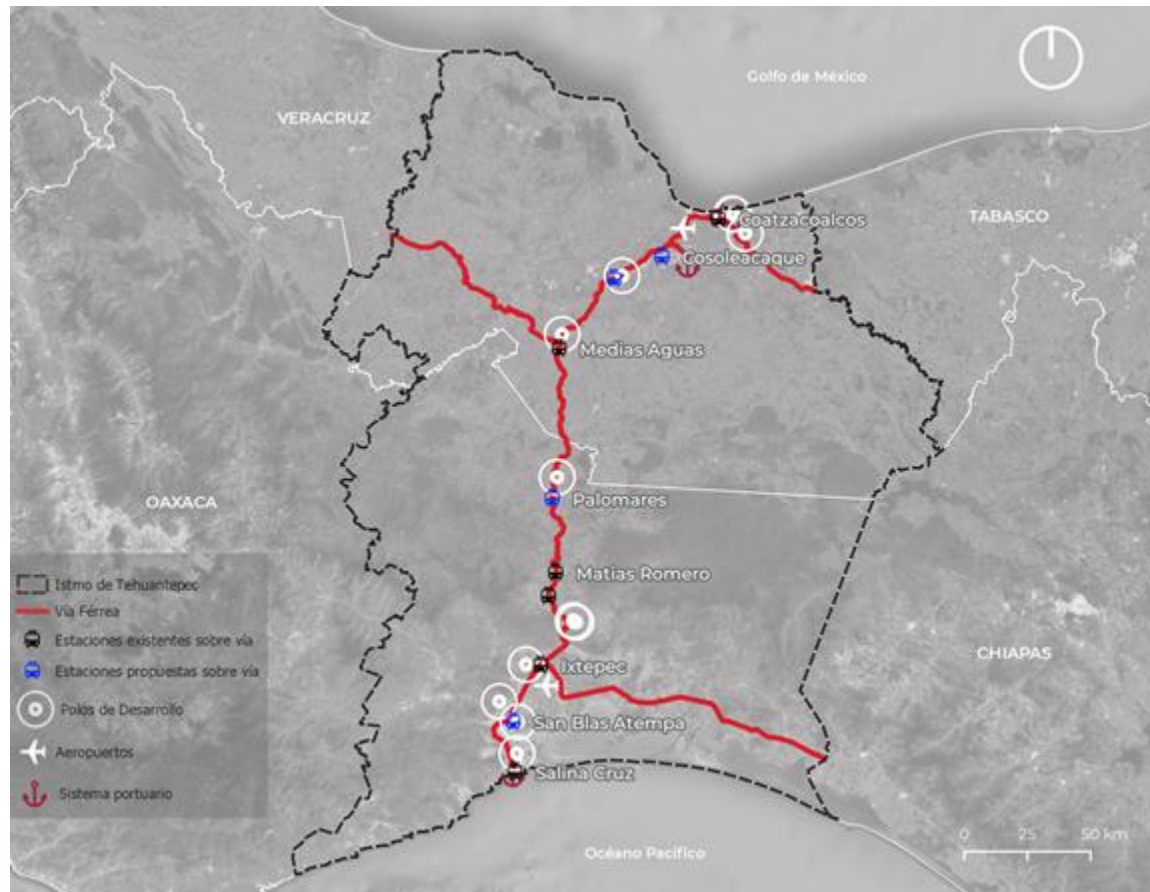 Golfo de México
VERACRUZ
TABASCO
Coatzacoalcos
Cosoleacaque
Medias Aguas
OAXACA
Palomares
Matias Romero
CHIAPAS
Ixtepec
San Blas Atempa
Salina Cruz
Océano Pacífico
Istmo de Tehuantepec
Vía Férrea
Estaciones existentes sobre vía
Estaciones propuestas sobre vía
Polos de Desarrollo
Aeropuertos
Sistema portuario
0 25 50 km